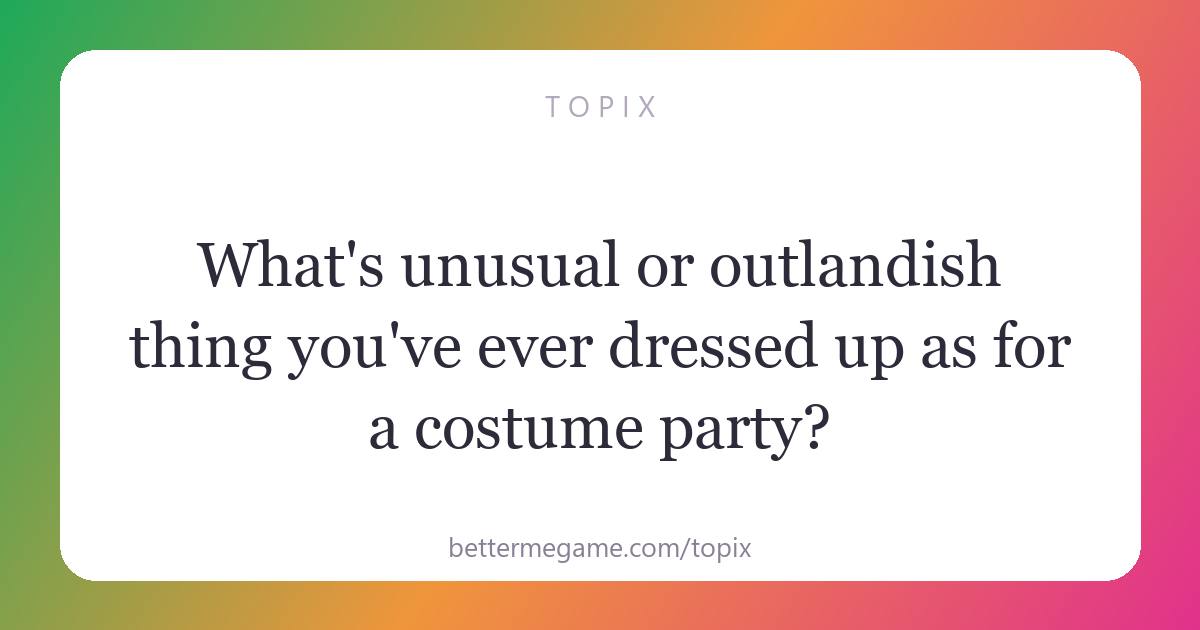 TOPIX
What's unusual or outlandish
thing you've ever dressed up as for
a costume party?
bettermegame.com/topix